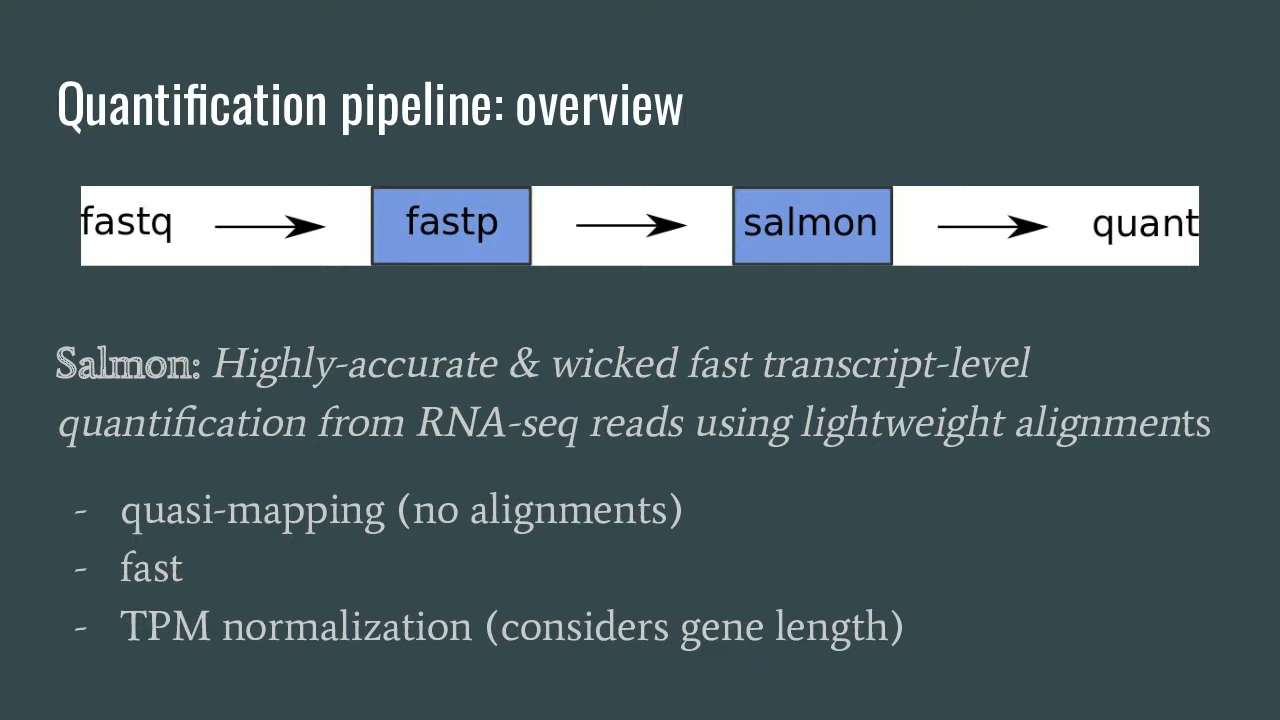 Quantification pipeline: overview
fastq fastp salmon quant
Salmon: Highly-accurate & wicked fast transcript-level
quantification from RNA-seq reads using lightweight alignments
- quasi-mapping (no alignments)
- fast
- TPM normalization (considers gene length)